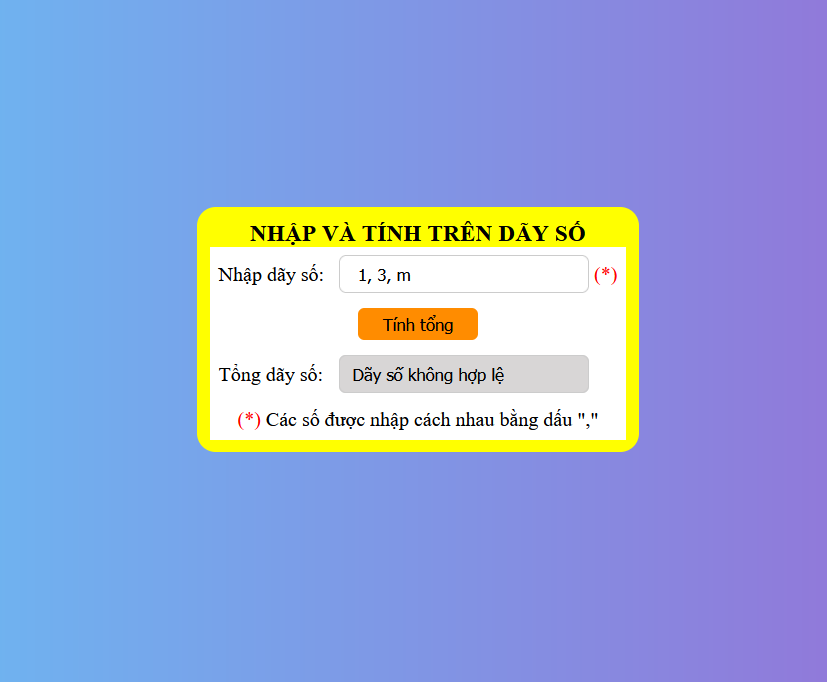 NHẬP VÀ TÍNH TRÊN DÃY SỐ
Nhập dãy số: 1, 3, m (*)
Tính tổng
Tổng dãy số: Dãy số không hợp lệ
(*) Các số được nhập cách nhau bằng dấu ","